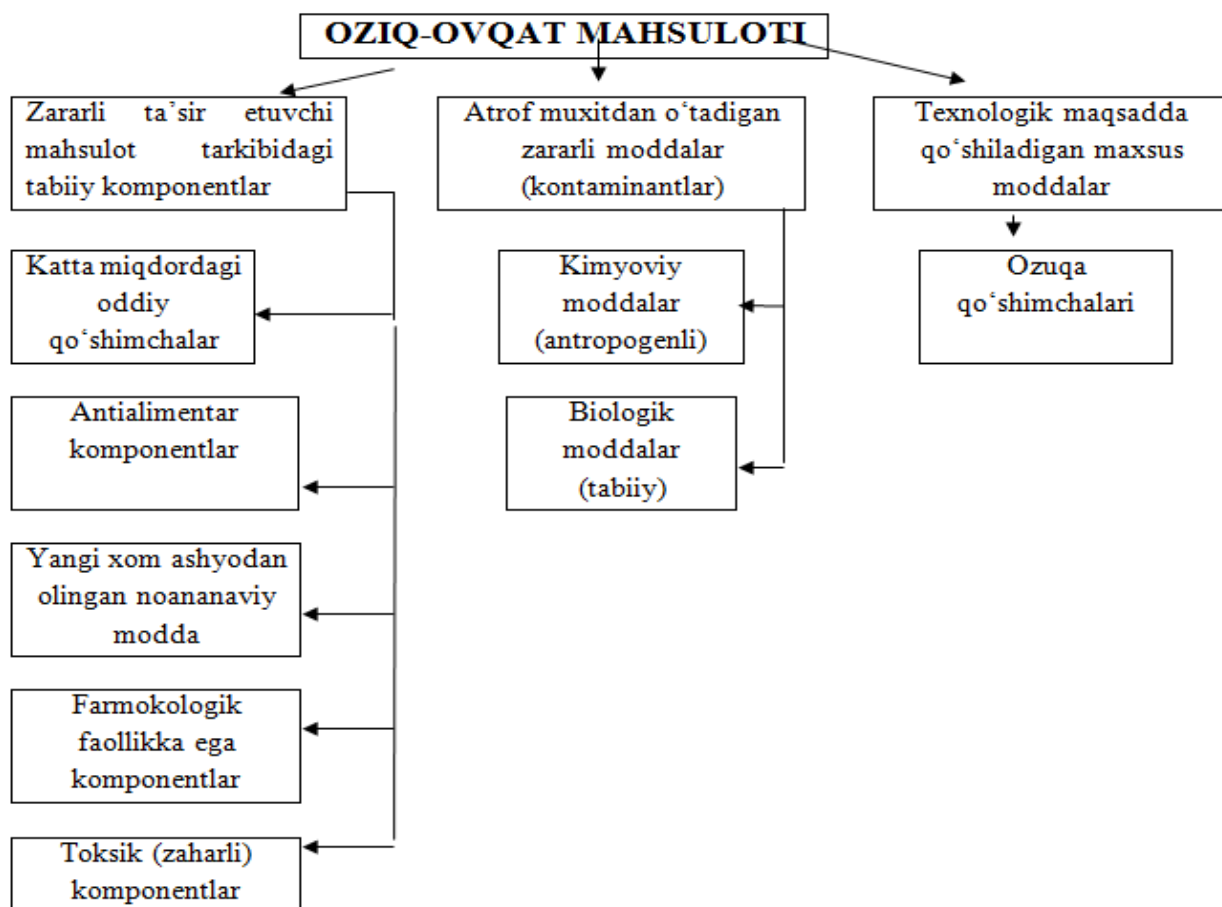 OZIQ-OVQAT MAHSULOTI
Zararli ta’sir etuvchi
mahsulot tarkibidagi
tabiiy komponentlar
Atrof muxitdan o‘tadigan
zararli moddalar
(kontaminantlar)
Texnologik maqsadda
qo‘shiladigan maxsus
moddalar
Katta miqdordagi
oddiy
qo‘shimchalar
Kimyoviy
moddalar
(antropogenli)
Ozuqa
qo‘shimchalari
Antialimentar
komponentlar
Biologik
moddalar
(tabiiy)
Yangi xom ashyodan
olingan noananaviy
modda
Farmokologik
faollikka ega
komponentlar
Toksik (zaharli)
komponentlar